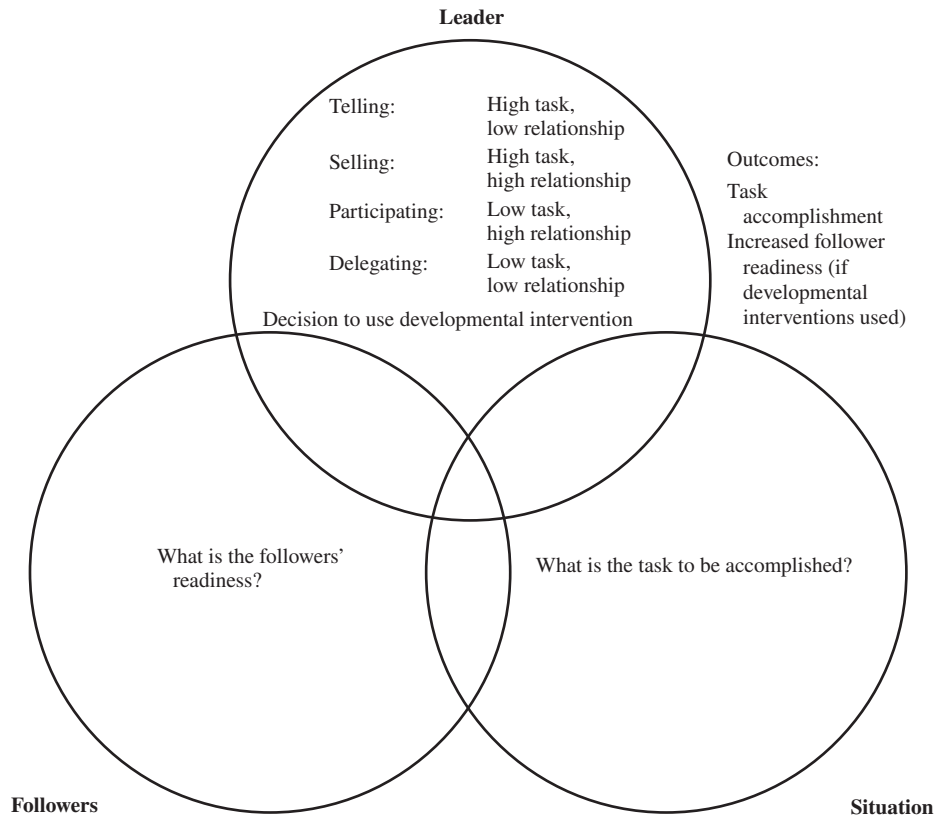 Leader
Telling: High task,
low relationship
Selling: High task,
high relationship
Participating: Low task,
high relationship
Delegating: Low task,
low relationship
Decision to use developmental intervention
Outcomes:
Task
accomplishment
Increased follower
readiness (if
developmental
interventions used)
What is the followers’
readiness?
What is the task to be accomplished?
Followers
Situation